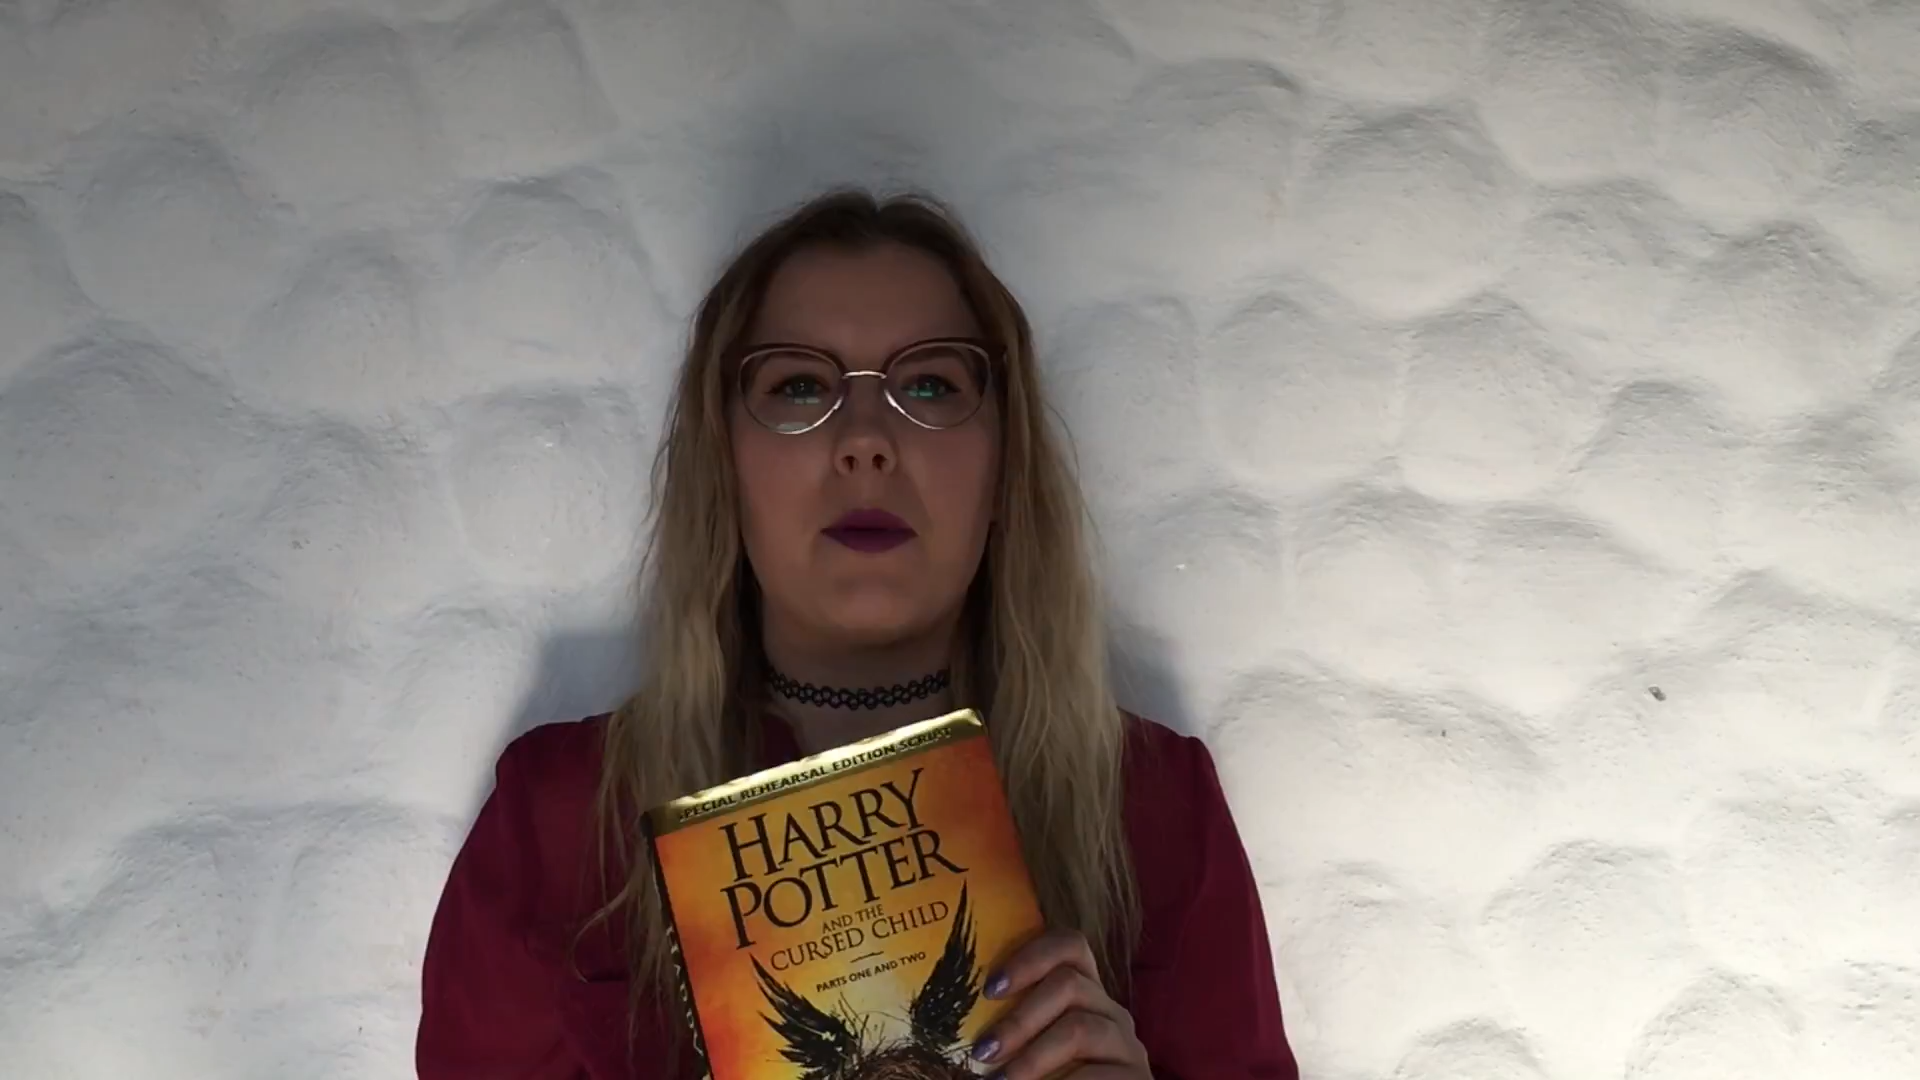 SPECIAL REHEARSAL EDITION SCRIPT
HARRY
POTTER
AND THE
CURSED CHILD
PARTS ONE AND TWO